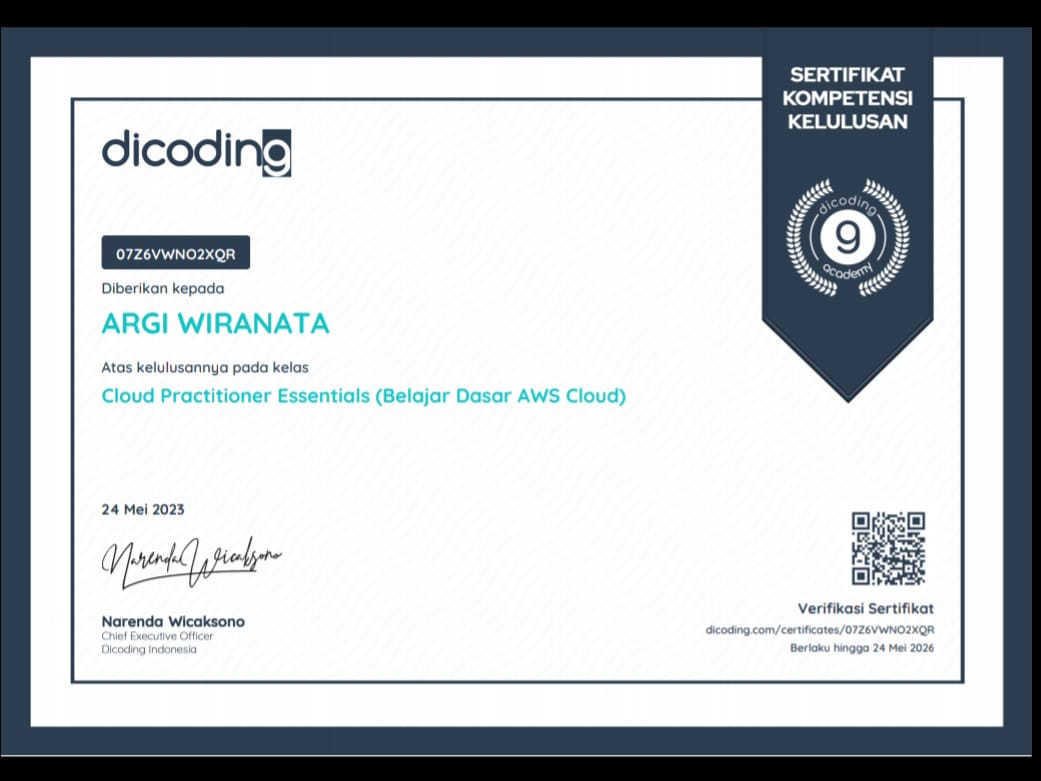 SERTIFIKAT
KOMPETENSI
KELULUSAN
dicoding
dicoding
9
academy
07Z6VWNO2XQR
Diberikan kepada
ARGI WIRANATA
Atas kelulusannya pada kelas
Cloud Practitioner Essentials (Belajar Dasar AWS Cloud)
24 Mei 2023
Narenda Wicaksono
Narenda Wicaksono
Chief Executive Officer
Dicoding Indonesia
Verifikasi Sertifikat
dicoding.com/certificates/07Z6VWNO2XQR
Berlaku hingga 24 Mei 2026